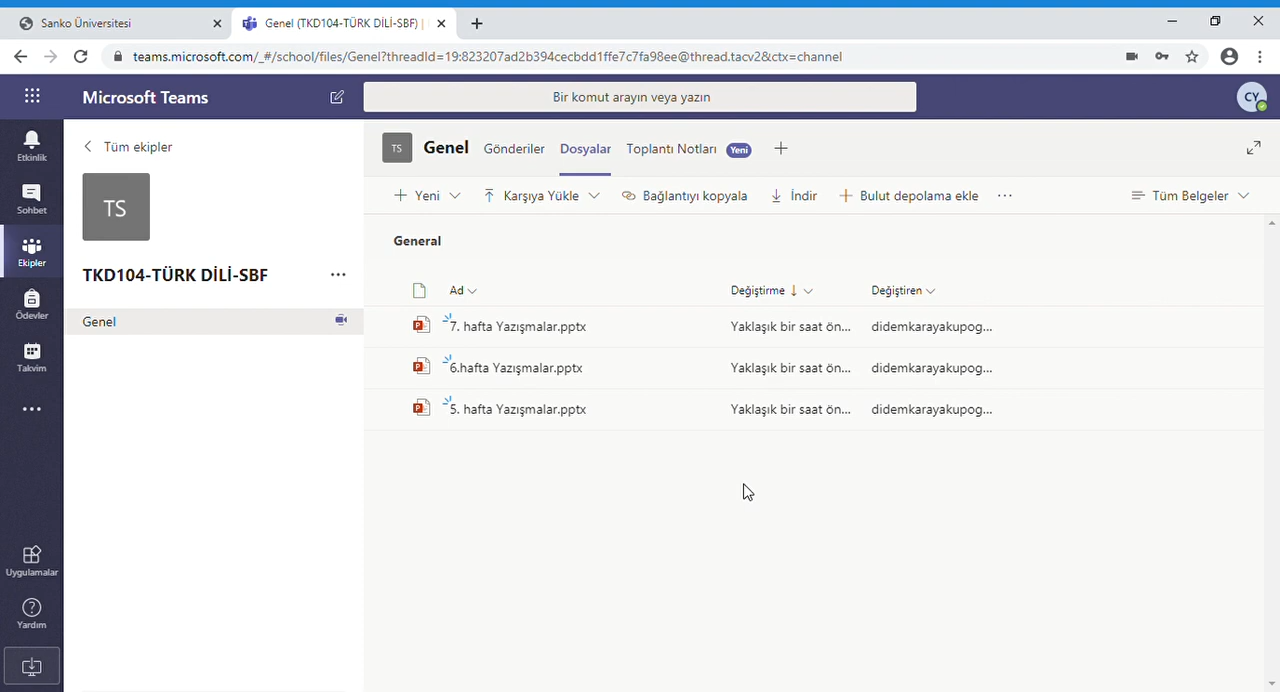 Sanko Üniversitesi
Genel (TKD104-TÜRK DİLİ-SBF) |
teams.microsoft.com/_#/school/files/Genel?threadId=19:823207ad2b394cecbdd1ffe7c7fa98ee@thread.tacv2&ctx=channel
Microsoft Teams
Bir komut arayın veya yazın
CY
Etkinlik
Sohbet
Ekipler
Ödevler
Takvim
Uygulamalar
Yardım
Tüm ekipler
TS
TKD104-TÜRK DİLİ-SBF
Genel
TS Genel Gönderiler Dosyalar Toplantı Notları Yeni
Yeni Karşıya Yükle Bağlantıyı kopyala İndir Bulut depolama ekle Tüm Belgeler
General
Ad Değiştirme Değiştiren
7. hafta Yazışmalar.pptx Yaklaşık bir saat ön... didemkarayakupog...
6.hafta Yazışmalar.pptx Yaklaşık bir saat ön... didemkarayakupog...
5. hafta Yazışmalar.pptx Yaklaşık bir saat ön... didemkarayakupog...